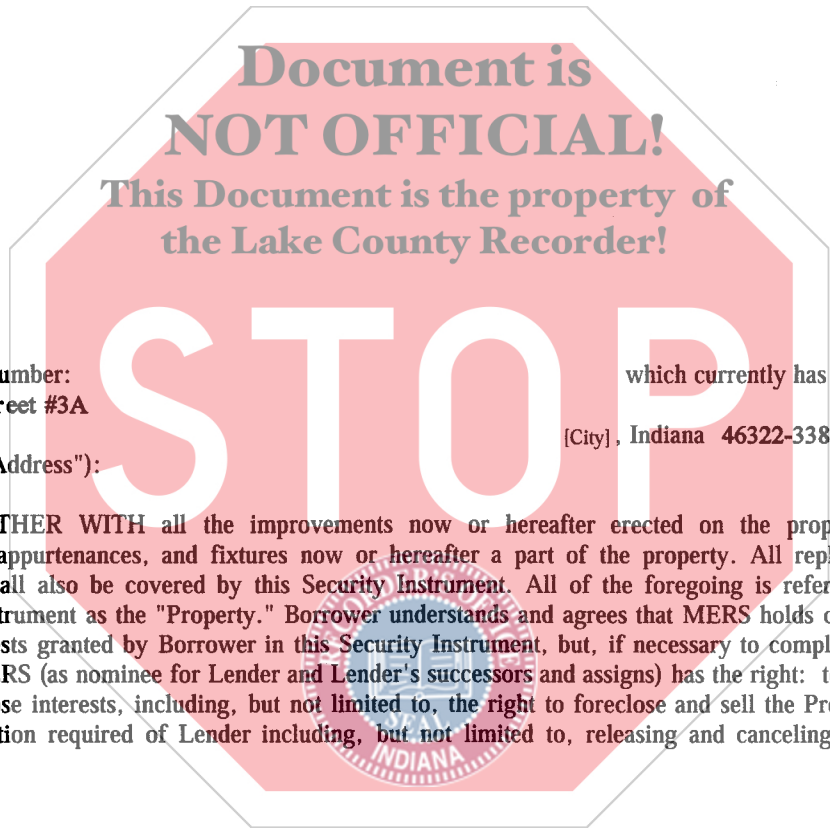 Document is
NOT OFFICIAL!
This Document is the property of
the Lake County Recorder!
STOP
umber: which currently has
reet #3A
[City] , Indiana 46322-338
Address"):
THER WITH all the improvements now or hereafter erected on the prop
appurtenances, and fixtures now or hereafter a part of the property. All repl
all also be covered by this Security Instrument. All of the foregoing is refer
trument as the "Property." Borrower understands and agrees that MERS holds o
sts granted by Borrower in this Security Instrument, but, if necessary to compl
RS (as nominee for Lender and Lender's successors and assigns) has the right: t
se interests, including, but not limited to, the right to foreclose and sell the Pr
tion required of Lender including, but not limited to, releasing and canceling
RECORDER'S OFFICE
SEAL
INDIANA